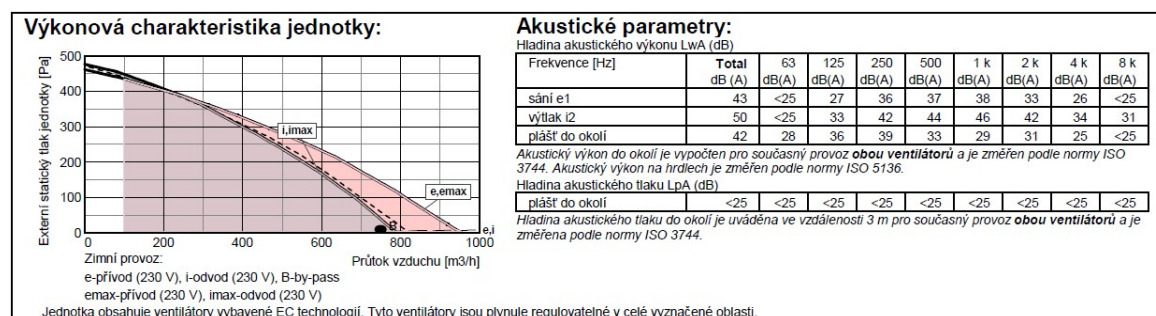 Výkonová charakteristika jednotky:
Externí statický tlak jednotky [Pa]
500
400
300
200
100
0
i,imax
e,emax
B
e,i
0 200 400 600 800 1000
Zimní provoz: Průtok vzduchu [m3/h]
e-přívod (230 V), i-odvod (230 V), B-by-pass
emax-přívod (230 V), imax-odvod (230 V)
Jednotka obsahuje ventilátory vybavené EC technologií. Tyto ventilátory jsou plynule regulovatelné v celé vyznačené oblasti.
Akustické parametry:
Hladina akustického výkonu LwA (dB)
Frekvence [Hz] Total 63 125 250 500 1 k 2 k 4 k 8 k
dB (A) dB(A) dB(A) dB(A) dB(A) dB(A) dB(A) dB(A) dB(A)
sání e1 43 <25 27 36 37 38 33 26 <25
výtlak i2 50 <25 33 42 44 46 42 34 31
plášť do okolí 42 28 36 39 33 29 31 25 <25
Akustický výkon do okolí je vypočten pro současný provoz obou ventilátorů a je změřen podle normy ISO
3744. Akustický výkon na hrdlech je změřen podle normy ISO 5136.
Hladina akustického tlaku LpA (dB)
plášť do okolí <25 <25 <25 <25 <25 <25 <25 <25 <25
Hladina akustického tlaku do okolí je uváděna ve vzdálenosti 3 m pro současný provoz obou ventilátorů a je
změřena podle normy ISO 3744.